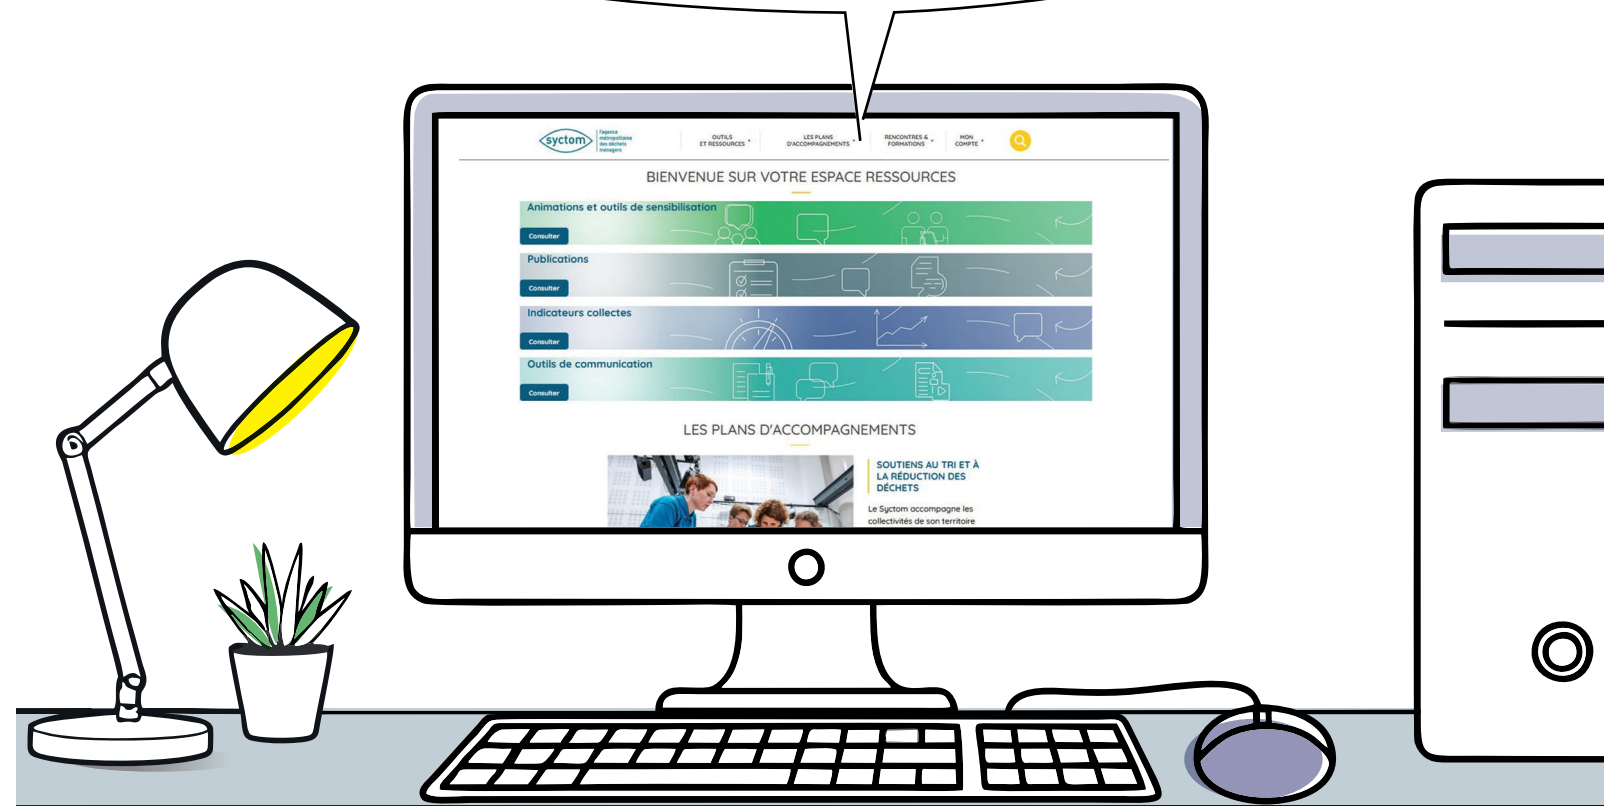 syctom
l'agence
métropolitaine
des déchets
ménagers
OUTILS
ET RESSOURCES
LES PLANS
D'ACCOMPAGNEMENTS
RENCONTRES &
FORMATIONS
MON
COMPTE
BIENVENUE SUR VOTRE ESPACE RESSOURCES
Animations et outils de sensibilisation
Consulter
Publications
Consulter
Indicateurs collectes
Consulter
Outils de communication
Consulter
LES PLANS D'ACCOMPAGNEMENTS
SOUTIENS AU TRI ET À
LA RÉDUCTION DES
DÉCHETS
Le Syctom accompagne les
collectivités de son territoire